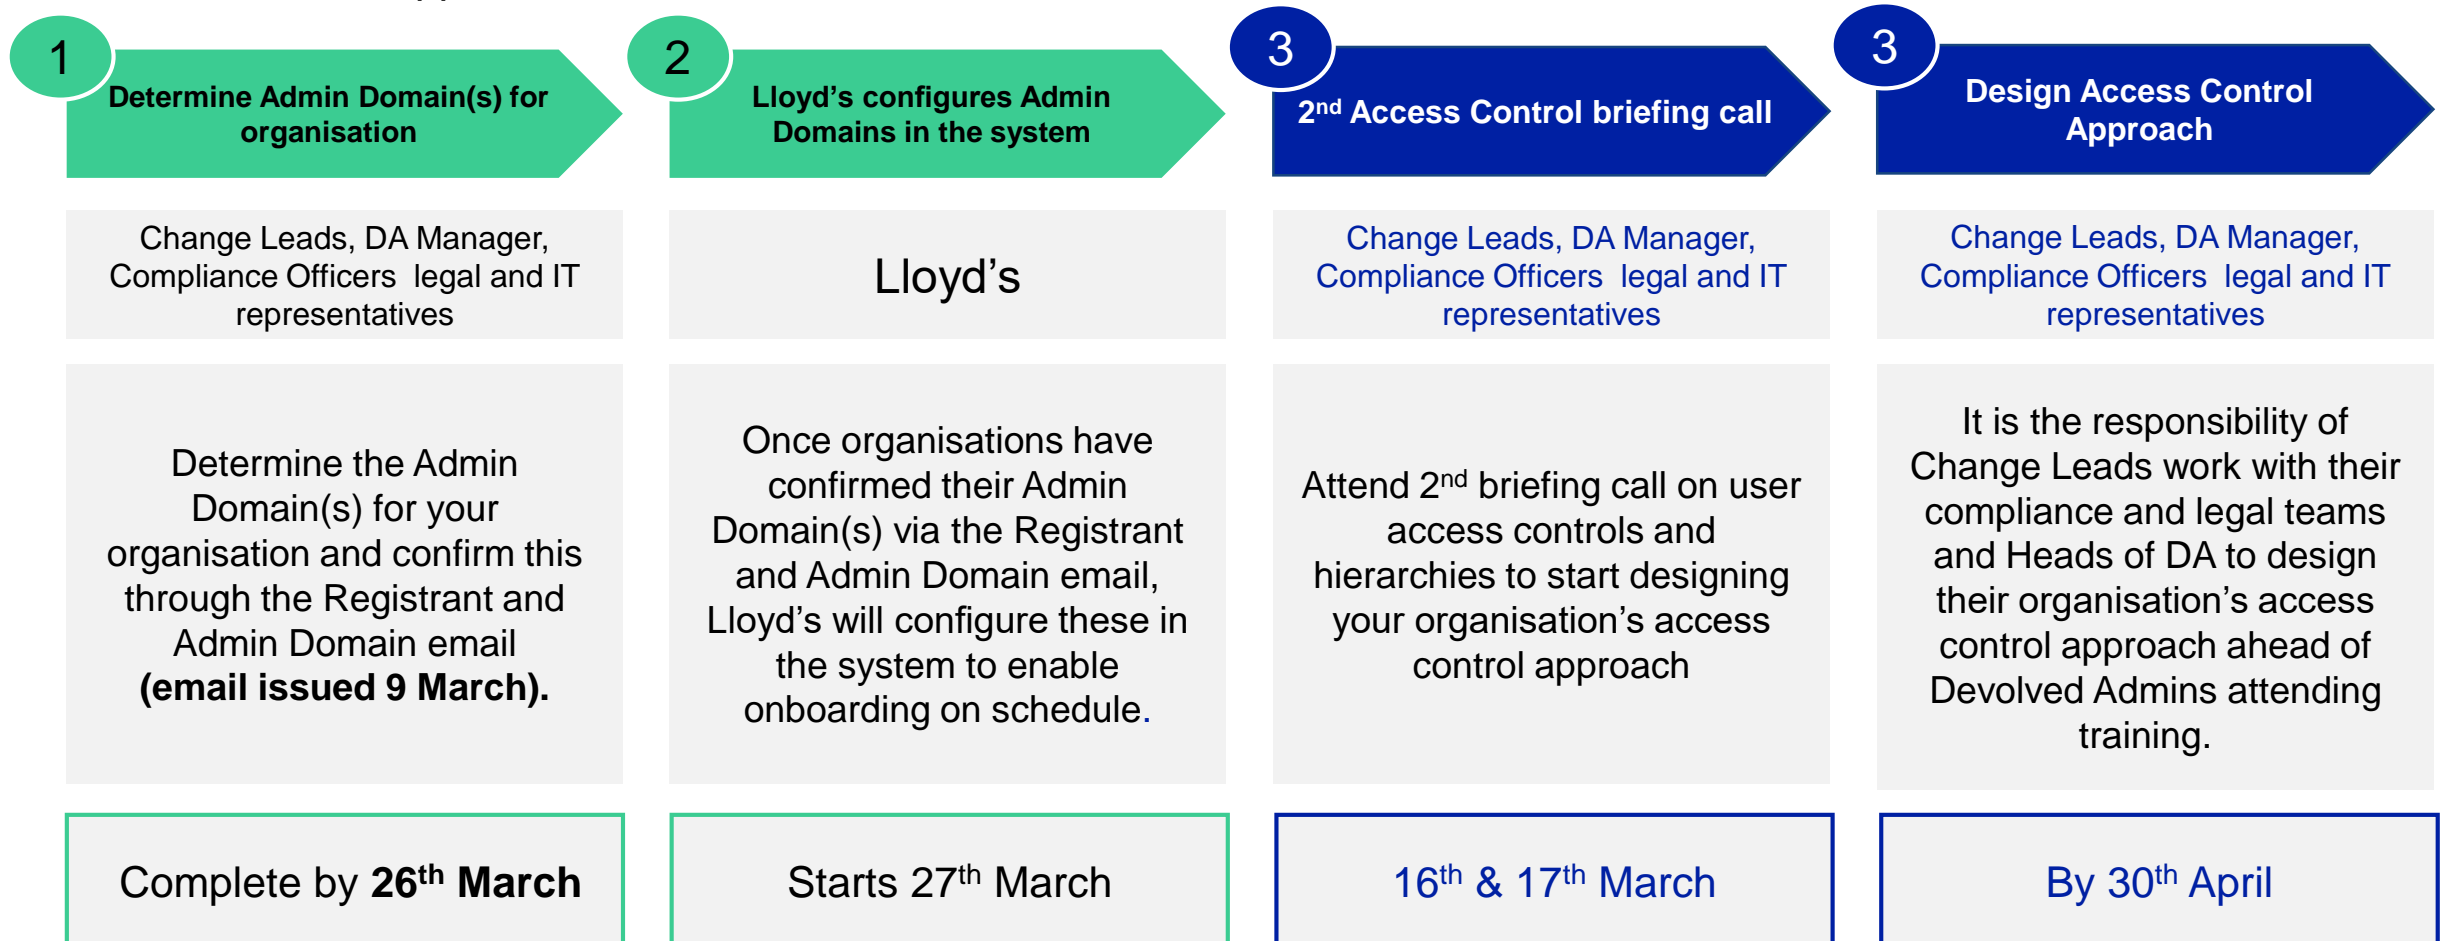 1
Determine Admin Domain(s) for
organisation
Change Leads, DA Manager,
Compliance Officers  legal and IT
representatives
Determine the Admin
Domain(s) for your
organisation and confirm this
through the Registrant and
Admin Domain email
(email issued 9 March).
Complete by 26th March
2
Lloyd’s configures Admin
Domains in the system
Lloyd’s
Once organisations have
confirmed their Admin
Domain(s) via the Registrant
and Admin Domain email,
Lloyd’s will configure these in
the system to enable
onboarding on schedule.
Starts 27th March
3
2nd Access Control briefing call
Change Leads, DA Manager,
Compliance Officers  legal and IT
representatives
Attend 2nd briefing call on user
access controls and
hierarchies to start designing
your organisation’s access
control approach
16th & 17th March
3
Design Access Control
Approach
Change Leads, DA Manager,
Compliance Officers  legal and IT
representatives
It is the responsibility of
Change Leads work with their
compliance and legal teams
and Heads of DA to design
their organisation’s access
control approach ahead of
Devolved Admins attending
training.
By 30th April